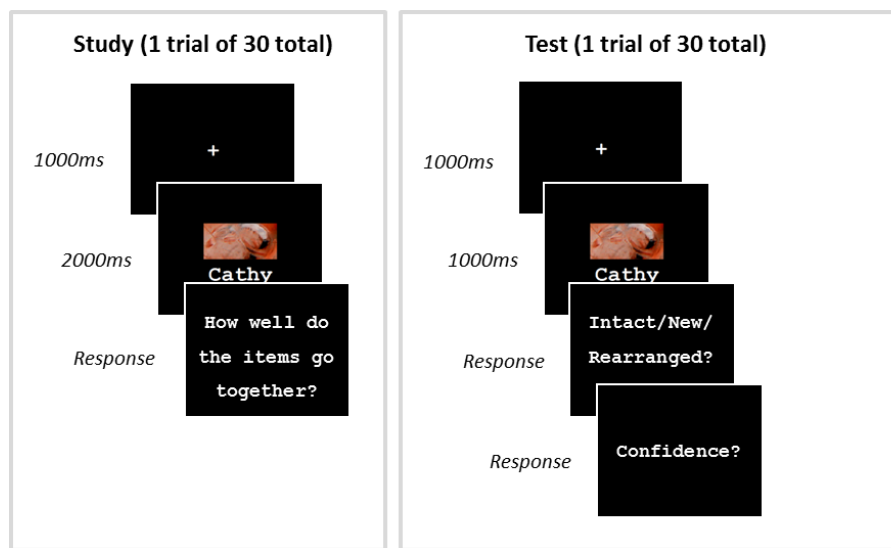 Study (1 trial of 30 total)
+
1000ms
Cathy
2000ms
How well do
the items go
together?
Response
Test (1 trial of 30 total)
+
1000ms
Cathy
1000ms
Intact/New/
Rearranged?
Response
Confidence?
Response